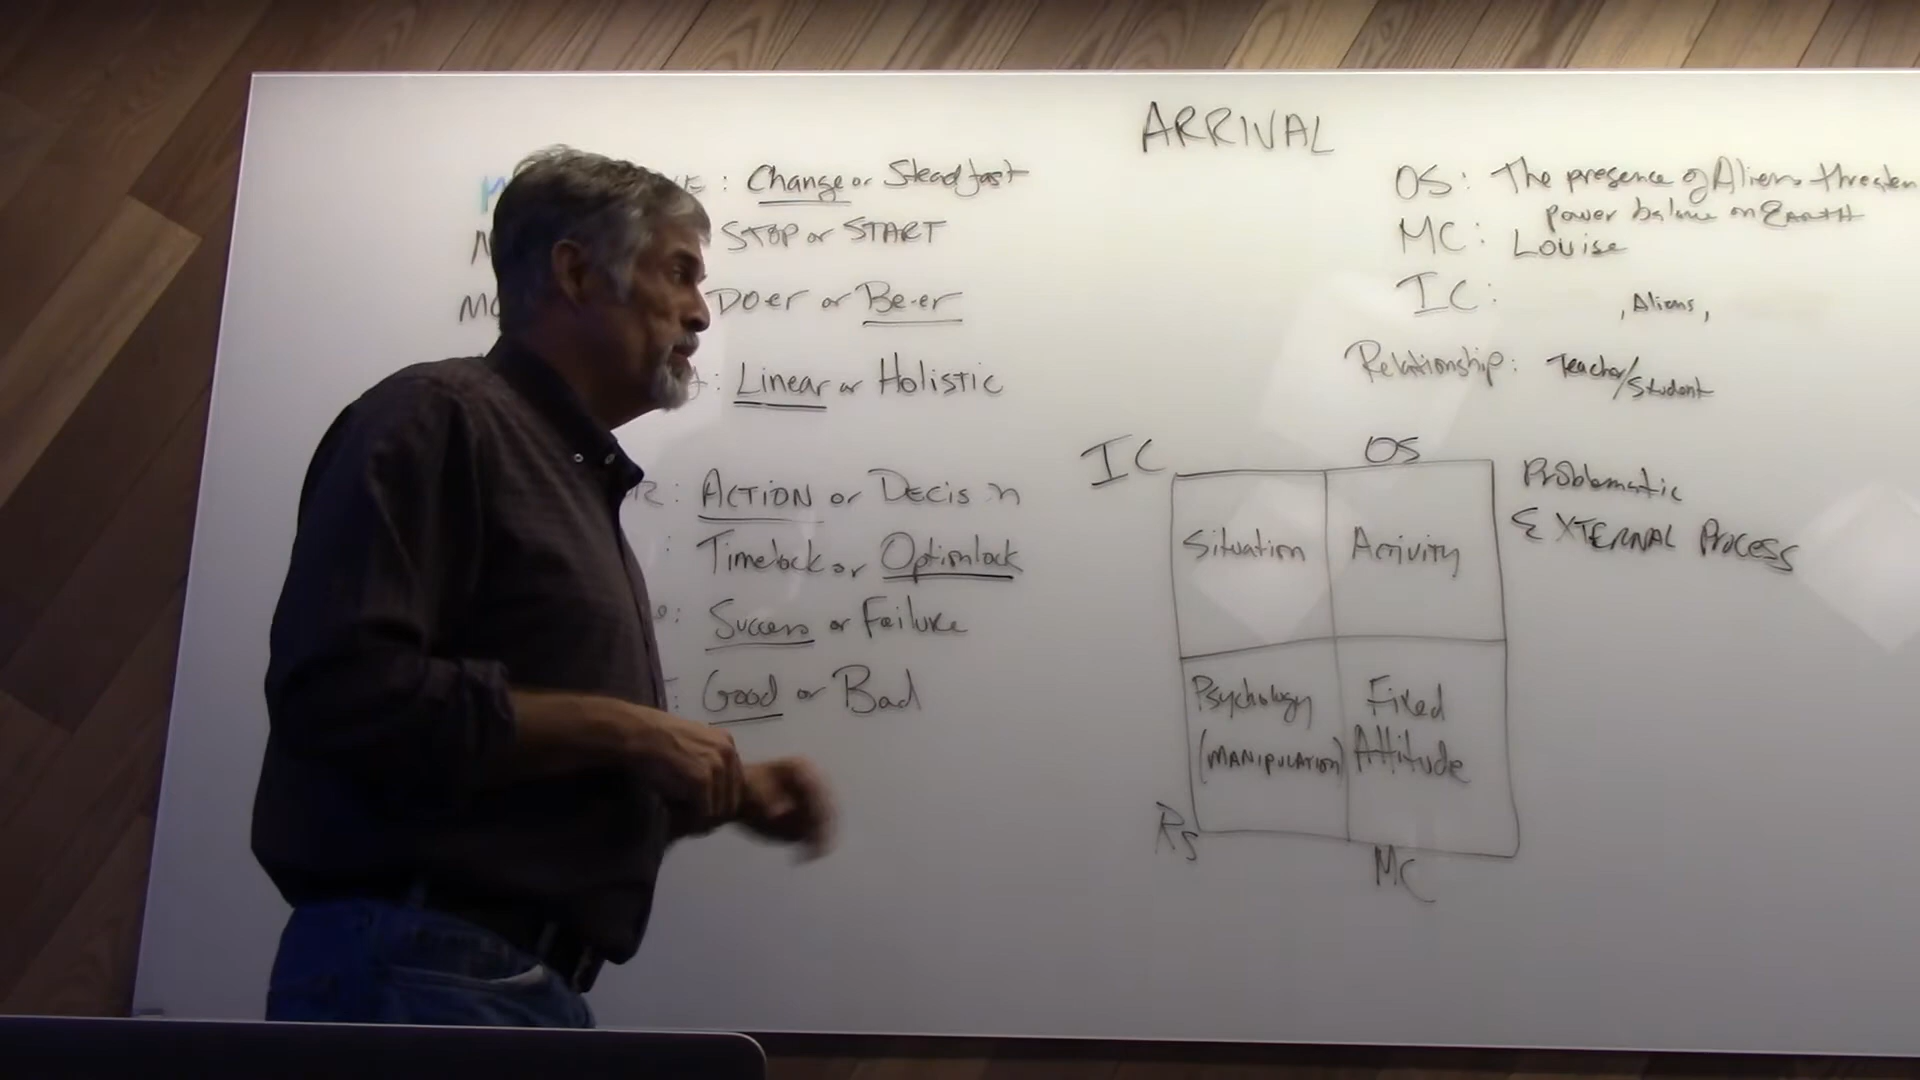 ARRIVAL
: Change or Steadfast
STOP or START
DOer or Be-er
: Linear or Holistic
: ACTION or DECIS N
: Timelock or Optionlock
: Success or Failure
: Good or Bad
OS: The presence of Aliens threaten
power balance on EARTH
MC: Louise
IC: , Aliens,
Relationship: Teacher/Student
IC
OS
Situation
Activity
Problematic
EXTERNAL PROCESS
Psychology
(MANIPULATION)
Fixed
Attitude
RS
MC